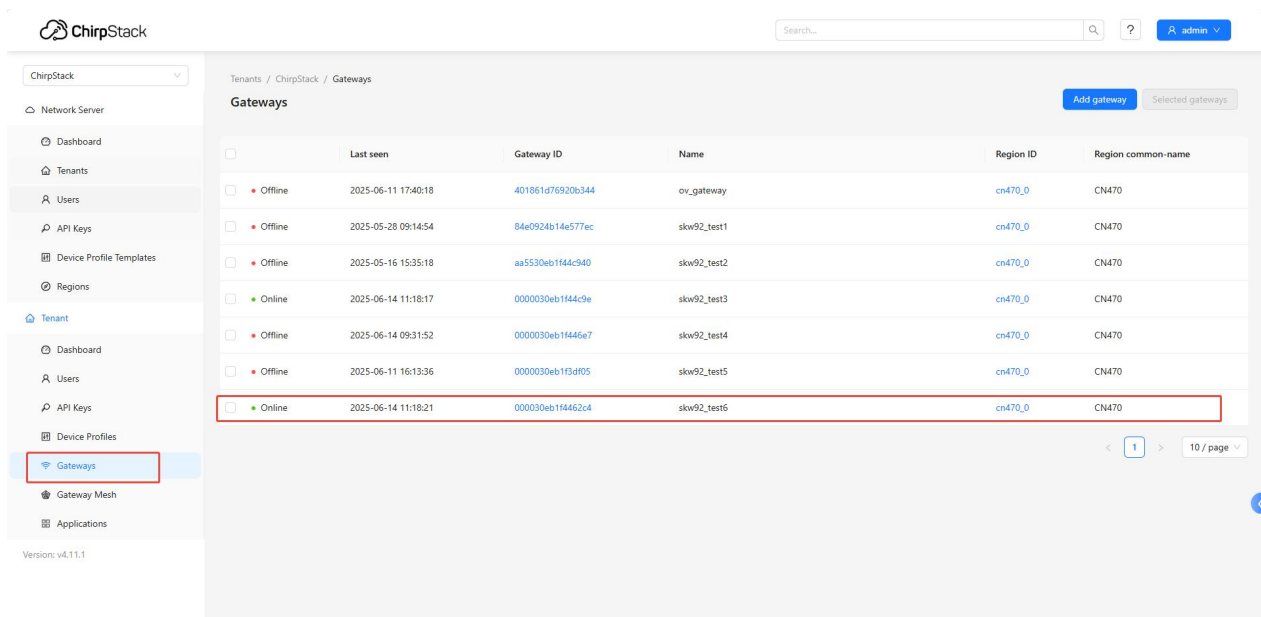 ChirpStack
Search...
?
admin
ChirpStack
Tenants / ChirpStack / Gateways
Gateways
Add gateway
Selected gateways
Network Server
Dashboard
Tenants
Users
API Keys
Device Profile Templates
Regions
Tenant
Dashboard
Users
API Keys
Device Profiles
Gateways
Gateway Mesh
Applications
Version: v4.11.1
Last seen Gateway ID Name Region ID Region common-name
Offline 2025-06-11 17:40:18 401861d76920b344 ov_gateway cn470_0 CN470
Offline 2025-05-28 09:14:54 84e0924b14e577ec skw92_test1 cn470_0 CN470
Offline 2025-05-16 15:35:18 aa5530eb1f44c940 skw92_test2 cn470_0 CN470
Online 2025-06-14 11:18:17 0000030eb1f44c9e skw92_test3 cn470_0 CN470
Offline 2025-06-14 09:31:52 0000030eb1f446e7 skw92_test4 cn470_0 CN470
Offline 2025-06-11 16:13:36 0000030eb1f3df05 skw92_test5 cn470_0 CN470
Online 2025-06-14 11:18:21 000030eb1f4462c4 skw92_test6 cn470_0 CN470
< 1 > 10 / page